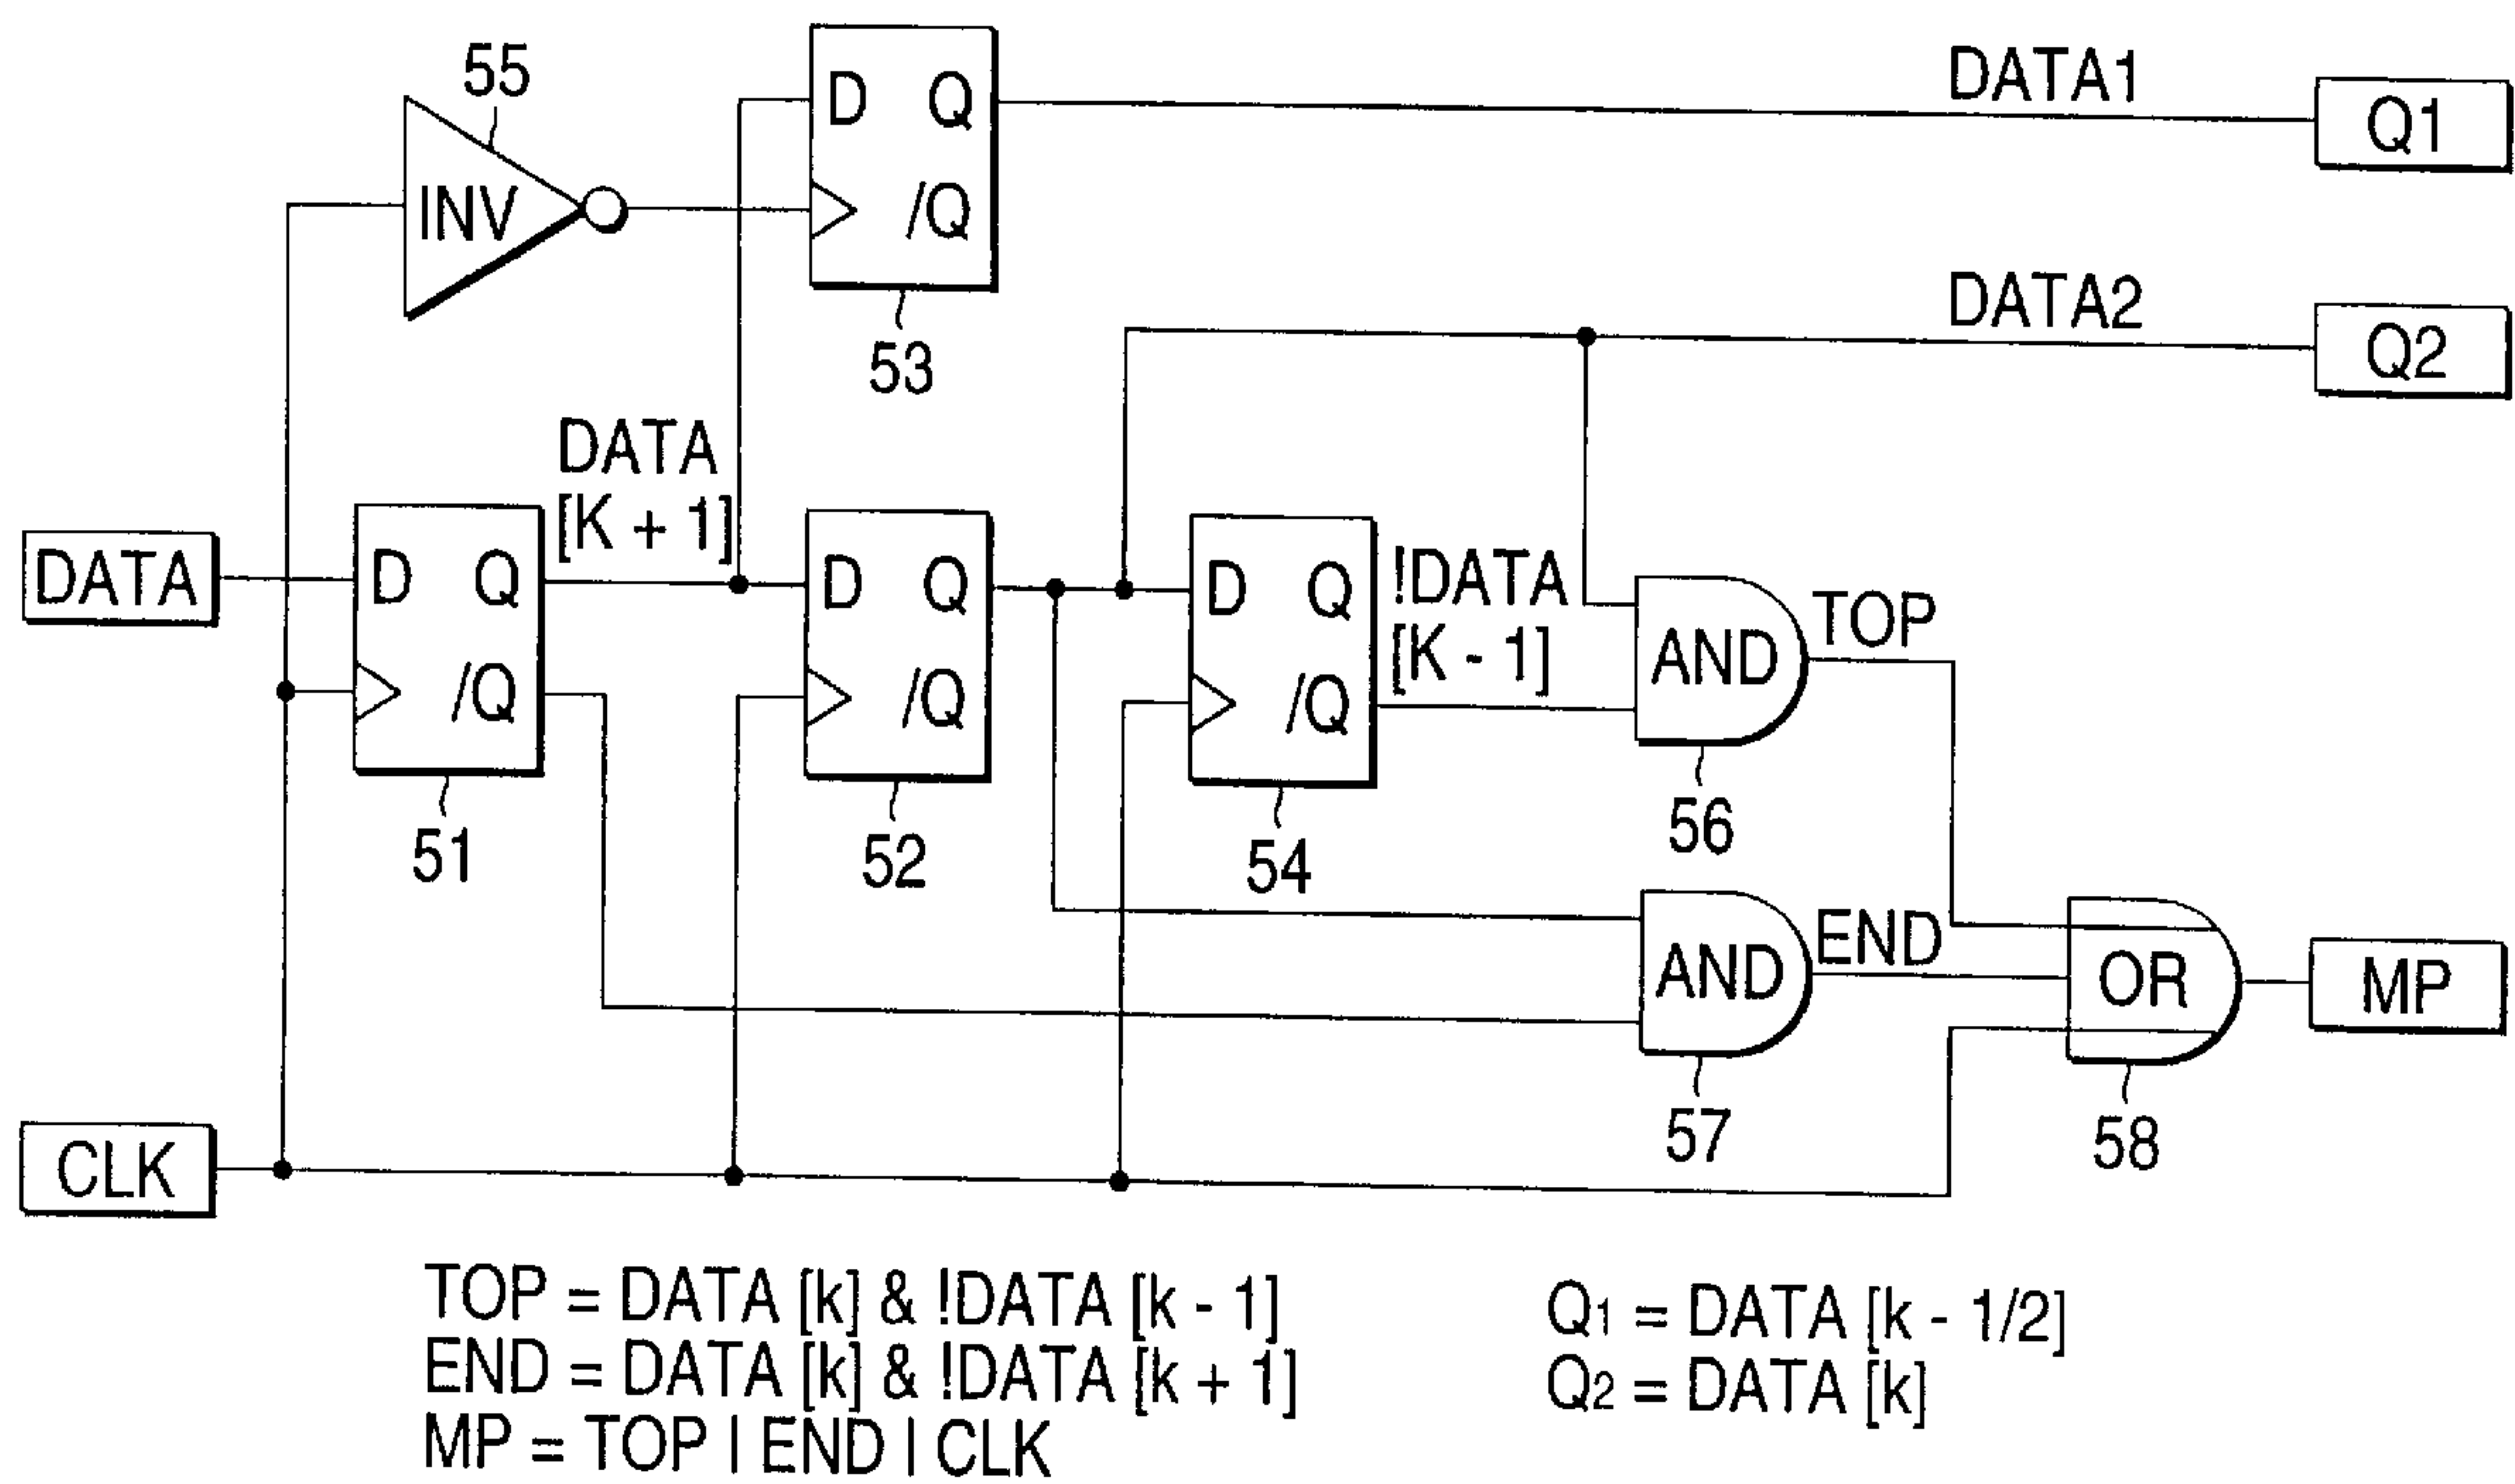 55
INV
D Q
/Q
53
DATA1
Q1
DATA2
Q2
DATA
[K + 1]
DATA
D Q
/Q
51
D Q
/Q
52
D Q
/Q
54
!DATA
[K - 1]
AND
56
TOP
AND
57
END
OR
58
MP
CLK
TOP = DATA [k] & !DATA [k - 1]
END = DATA [k] & !DATA [k + 1]
MP = TOP | END | CLK
Q1 = DATA [k - 1/2]
Q2 = DATA [k]